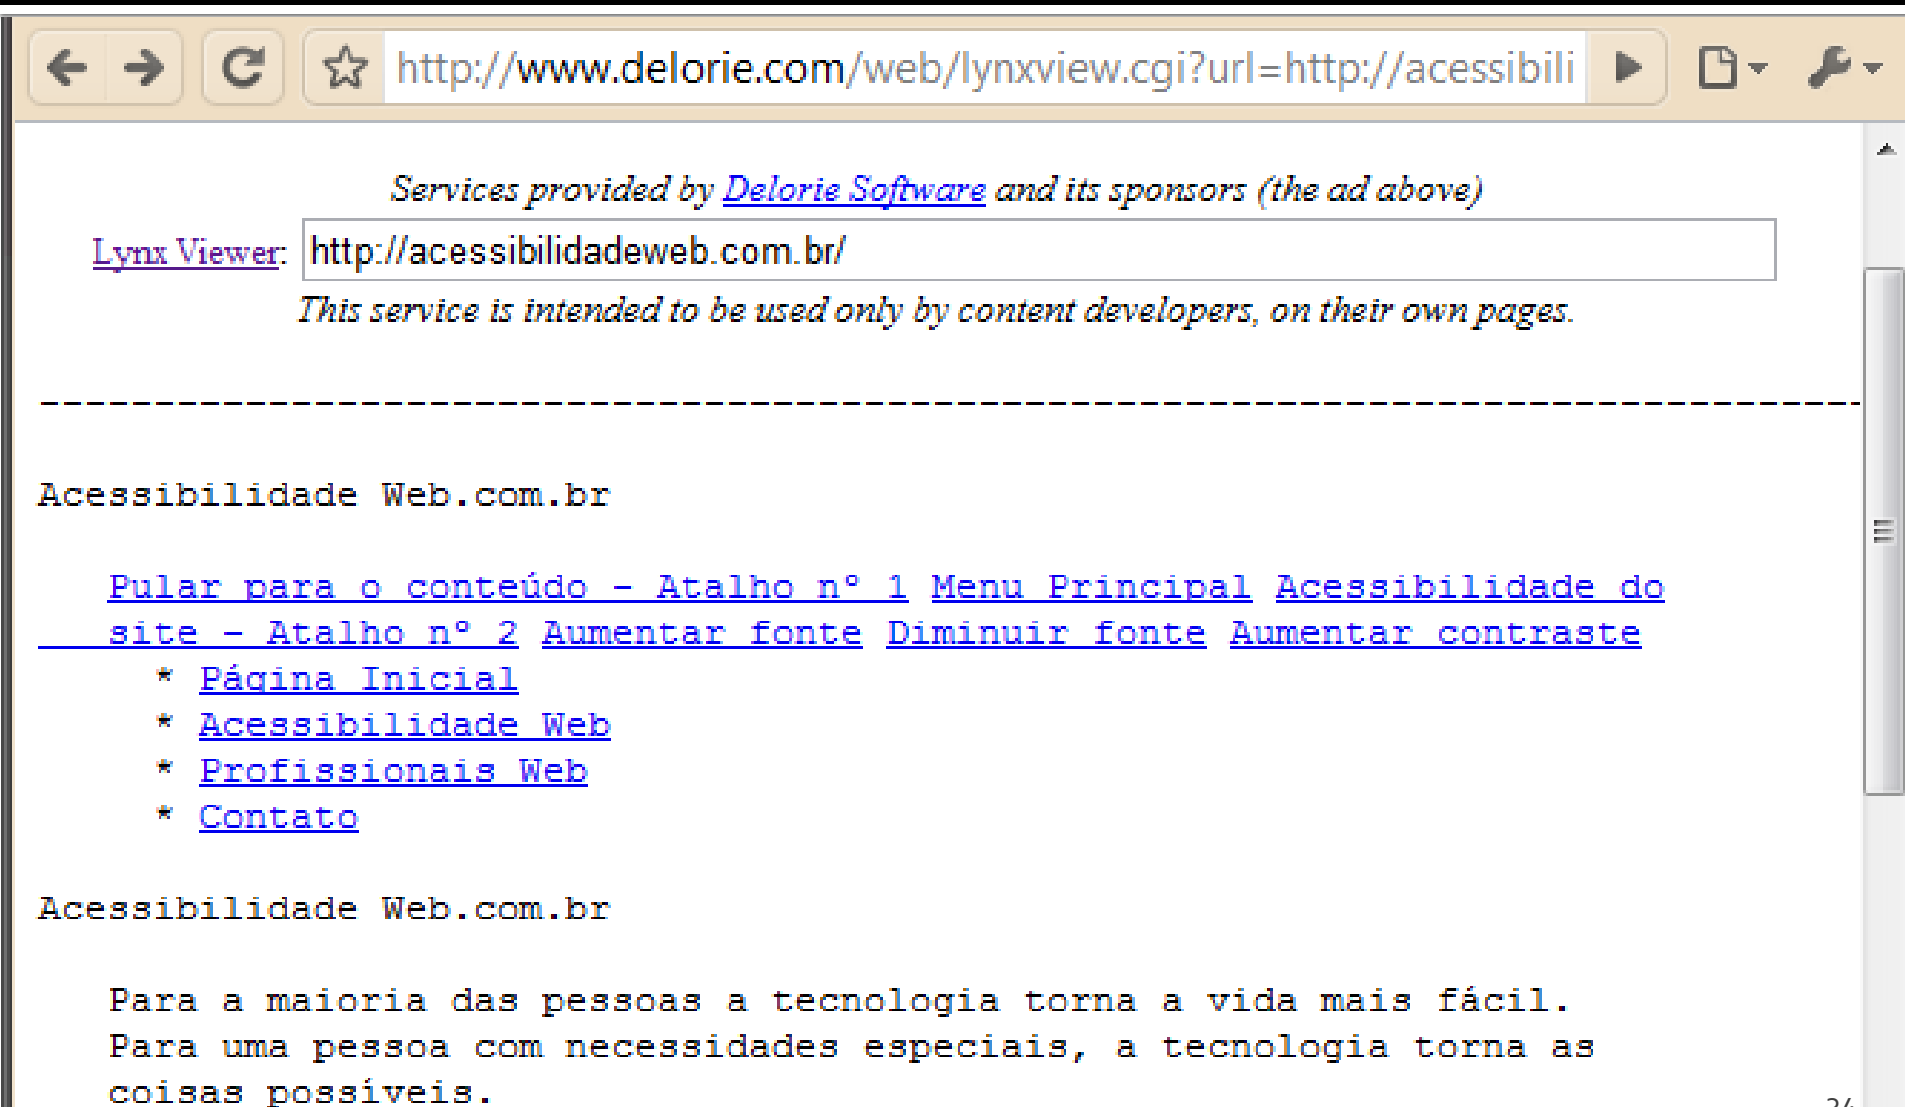 http://www.delorie.com/web/lynxview.cgi?url=http://acessibili
Services provided by Delorie Software and its sponsors (the ad above)
Lynx Viewer: http://acessibilidadeweb.com.br/
This service is intended to be used only by content developers, on their own pages.
--------------------------------------------------------------------------------
Acessibilidade Web.com.br
Pular para o conteúdo - Atalho nº 1 Menu Principal Acessibilidade do
site - Atalho nº 2 Aumentar fonte Diminuir fonte Aumentar contraste
* Página Inicial
* Acessibilidade Web
* Profissionais Web
* Contato
Acessibilidade Web.com.br
Para a maioria das pessoas a tecnologia torna a vida mais fácil.
Para uma pessoa com necessidades especiais, a tecnologia torna as
coisas possíveis.